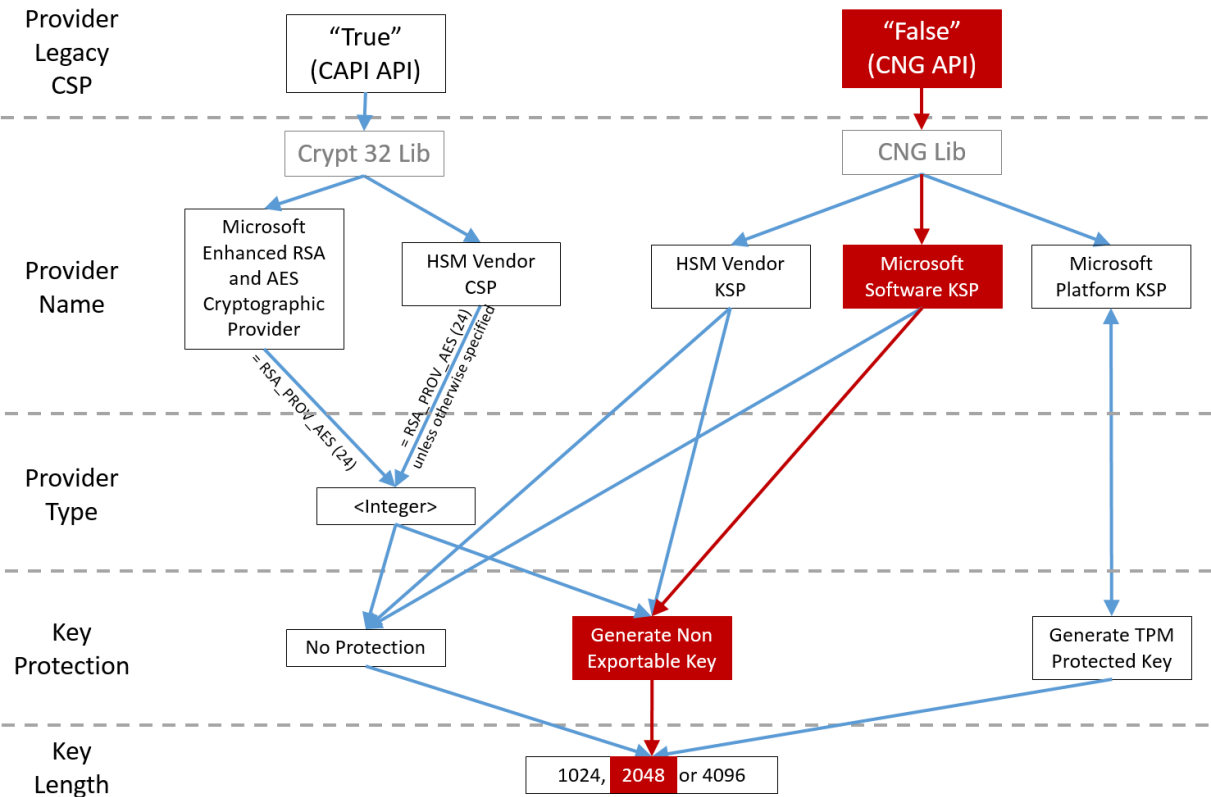 Provider
Legacy
CSP
“True”
(CAPI API)
“False”
(CNG API)
Crypt 32 Lib
CNG Lib
Provider
Name
Microsoft
Enhanced RSA
and AES
Cryptographic
Provider
HSM Vendor
CSP
HSM Vendor
KSP
Microsoft
Software KSP
Microsoft
Platform KSP
= RSA_PROV_AES (24)
= RSA_PROV_AES (24)
unless otherwise specified
Provider
Type
<Integer>
Key
Protection
No Protection
Generate Non
Exportable Key
Generate TPM
Protected Key
Key
Length
1024, 2048 or 4096